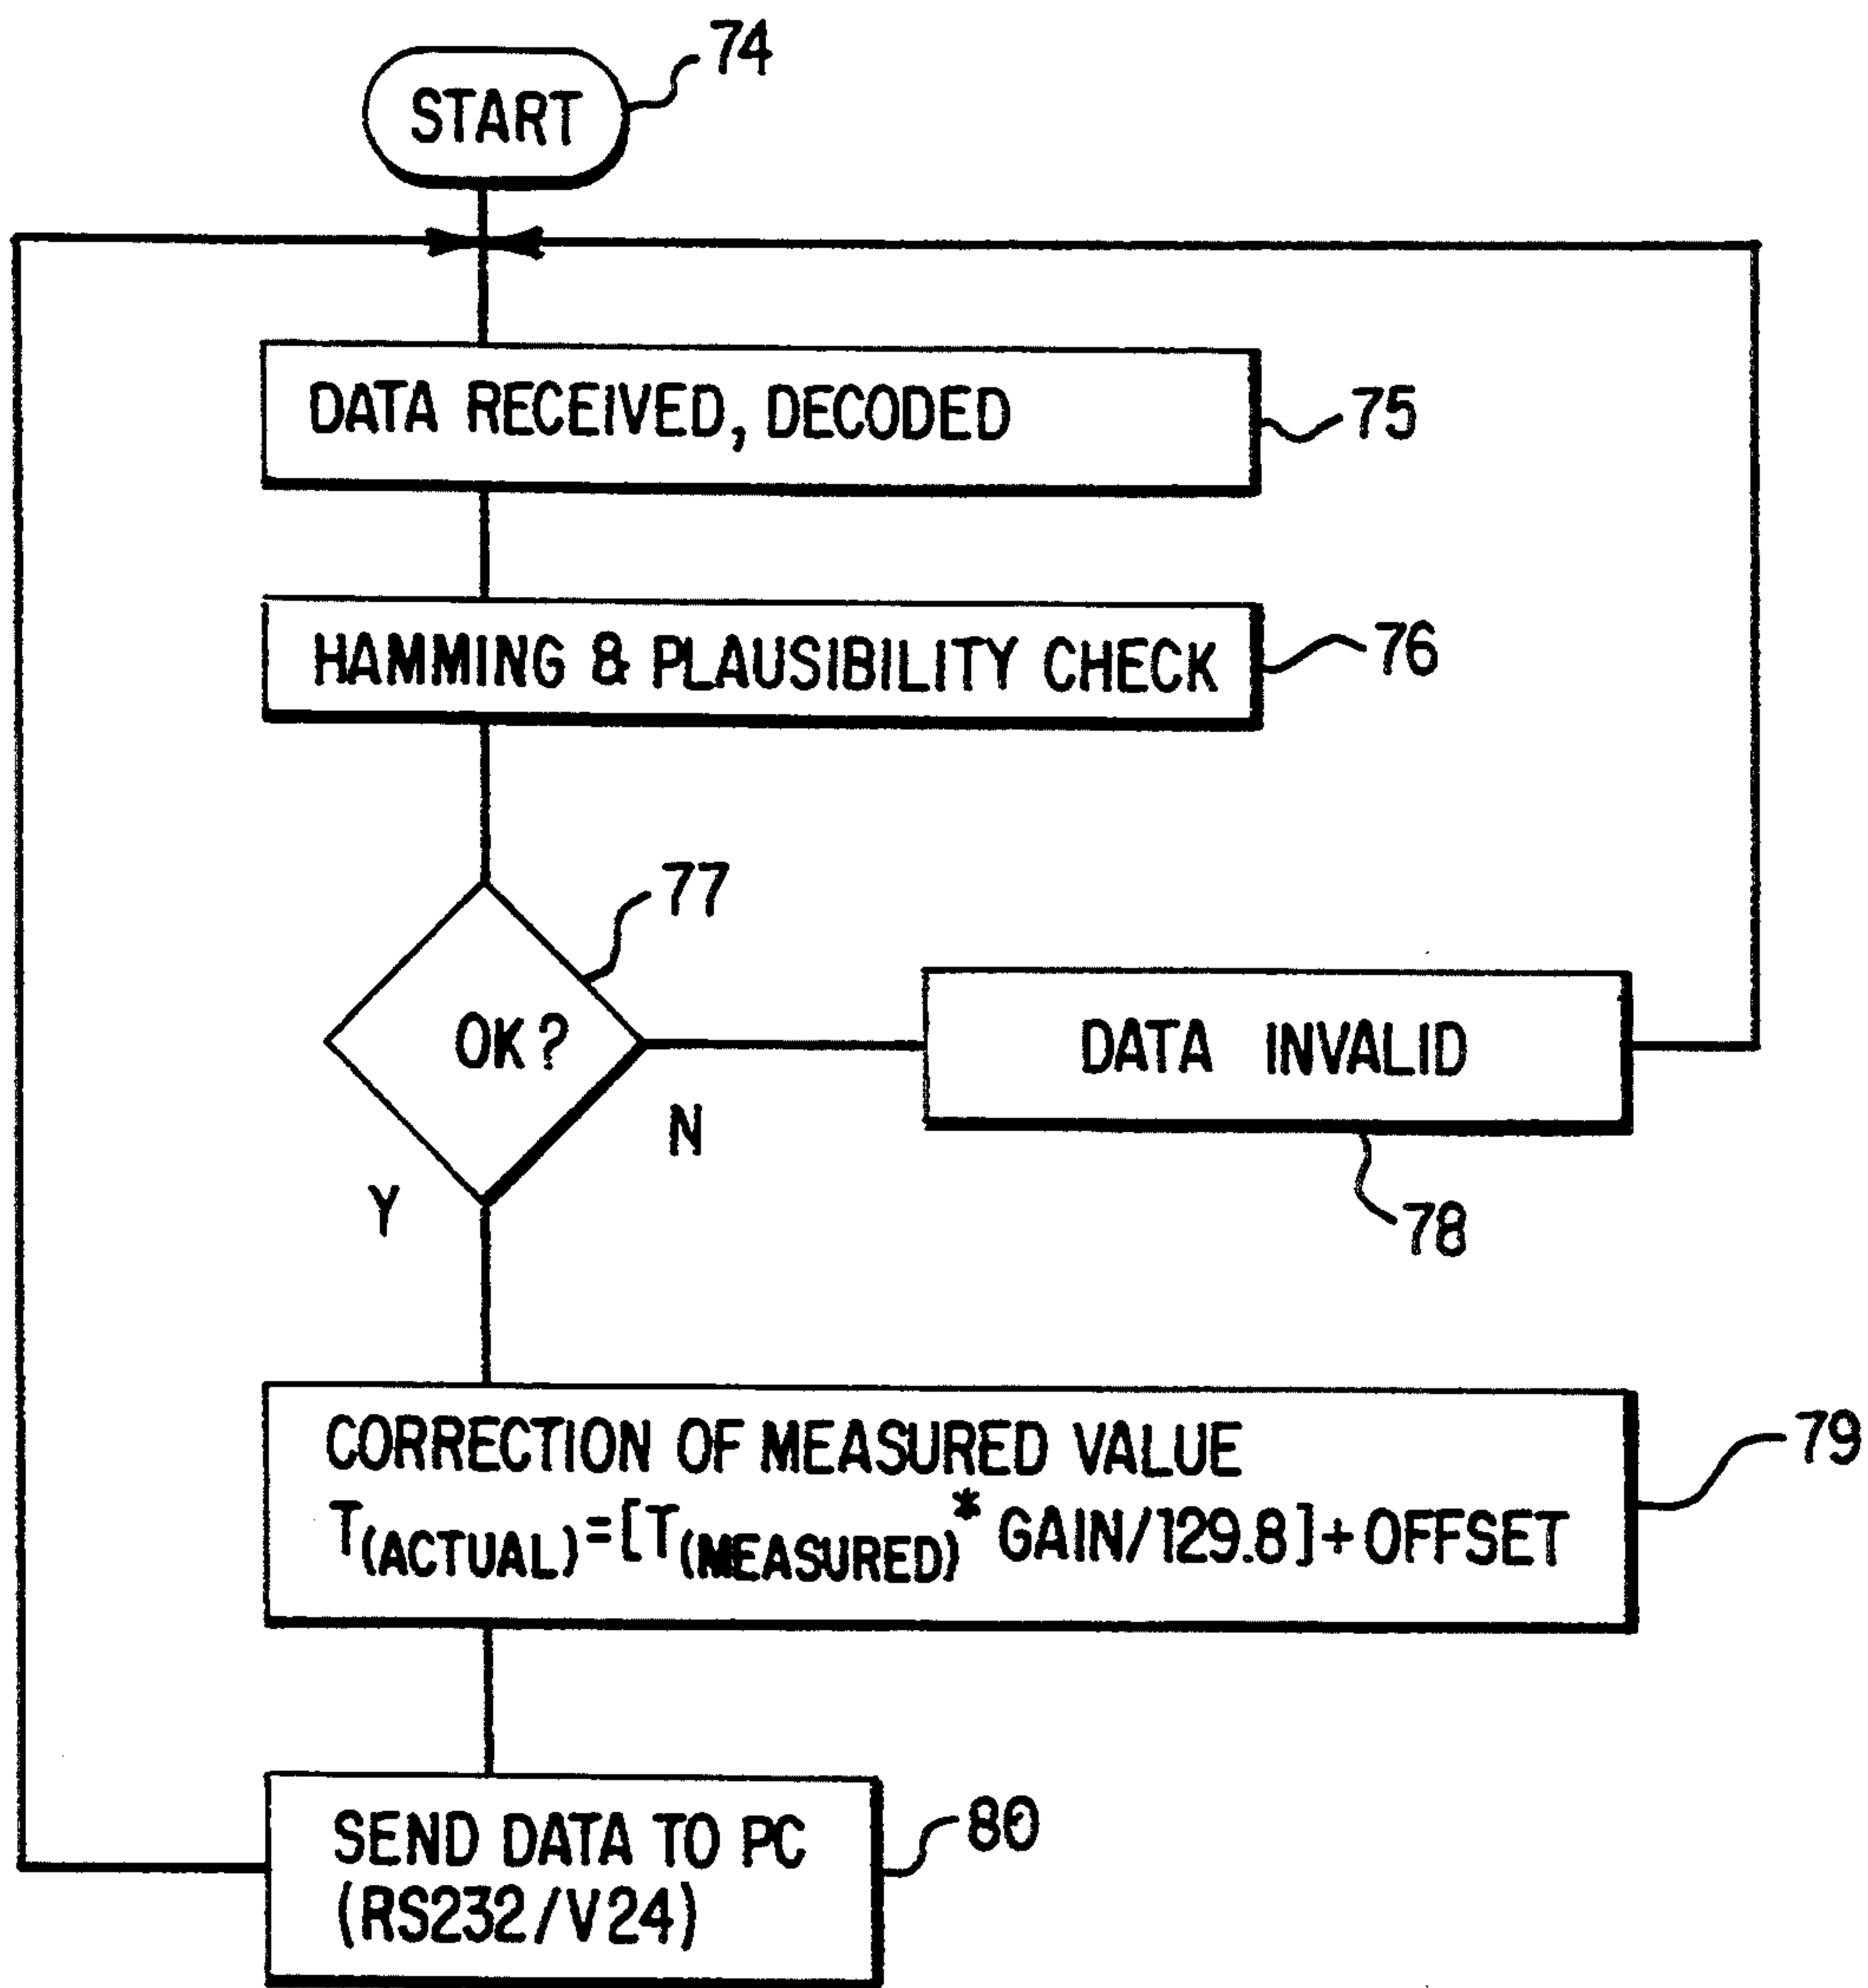 74
START
DATA RECEIVED, DECODED
75
HAMMING & PLAUSIBILITY CHECK
76
77
OK?
DATA INVALID
N
Y
78
CORRECTION OF MEASURED VALUE
T(ACTUAL)=[T(MEASURED)* GAIN/129.8]+OFFSET
79
SEND DATA TO PC
(RS232/V24)
80